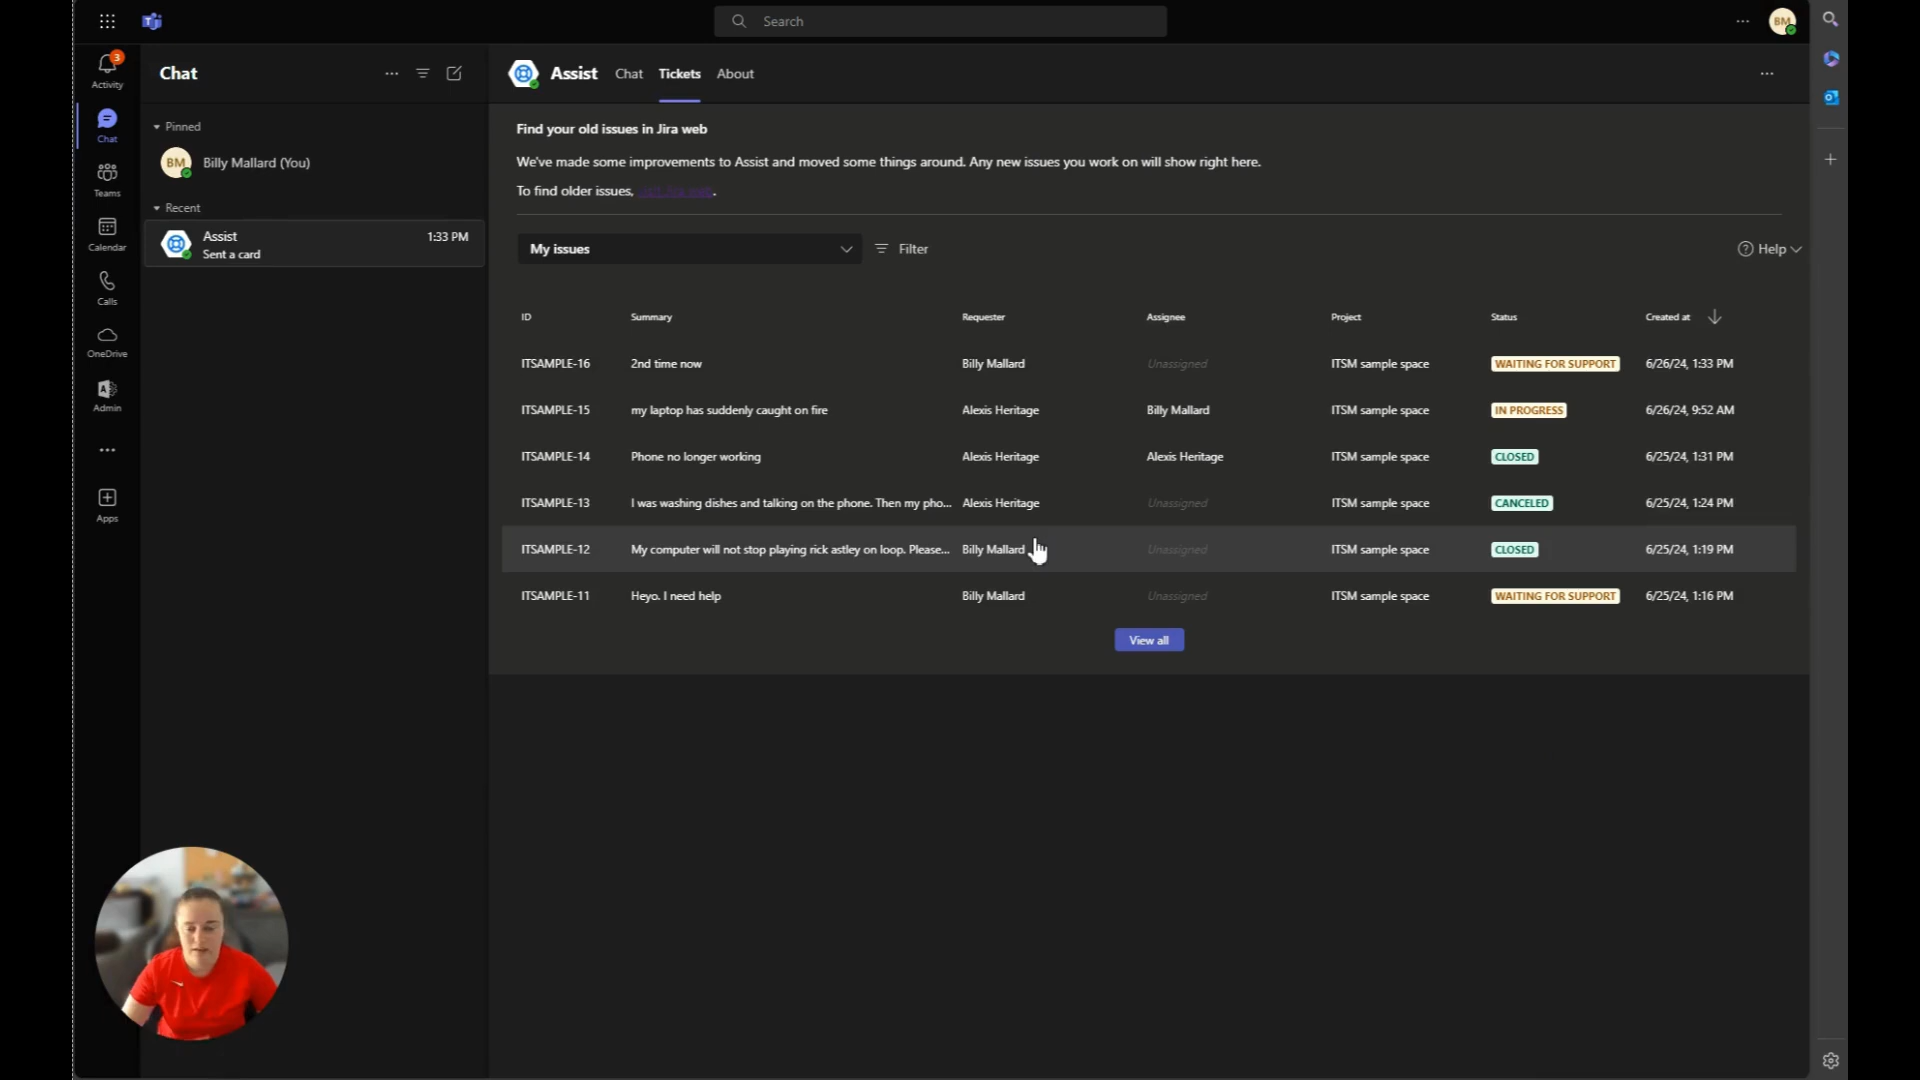 Search
BM
Activity
3
Chat
Teams
Calendar
Calls
OneDrive
Admin
Apps
Chat
Pinned
BM
Billy Mallard (You)
Recent
Assist
1:33 PM
Sent a card
Assist
Chat
Tickets
About
Find your old issues in Jira web
We've made some improvements to Assist and moved some things around. Any new issues you work on will show right here.
To find older issues, .
My issues
Filter
Help
ID Summary Requester Assignee Project Status Created at
ITSAMPLE-16 2nd time now Billy Mallard Unassigned ITSM sample space WAITING FOR SUPPORT 6/26/24, 1:33 PM
ITSAMPLE-15 my laptop has suddenly caught on fire Alexis Heritage Billy Mallard ITSM sample space IN PROGRESS 6/26/24, 9:52 AM
ITSAMPLE-14 Phone no longer working Alexis Heritage Alexis Heritage ITSM sample space CLOSED 6/25/24, 1:31 PM
ITSAMPLE-13 I was washing dishes and talking on the phone. Then my pho... Alexis Heritage Unassigned ITSM sample space CANCELED 6/25/24, 1:24 PM
ITSAMPLE-12 My computer will not stop playing rick astley on loop. Please... Billy Mallard Unassigned ITSM sample space CLOSED 6/25/24, 1:19 PM
ITSAMPLE-11 Heyo. I need help Billy Mallard Unassigned ITSM sample space WAITING FOR SUPPORT 6/25/24, 1:16 PM
View all